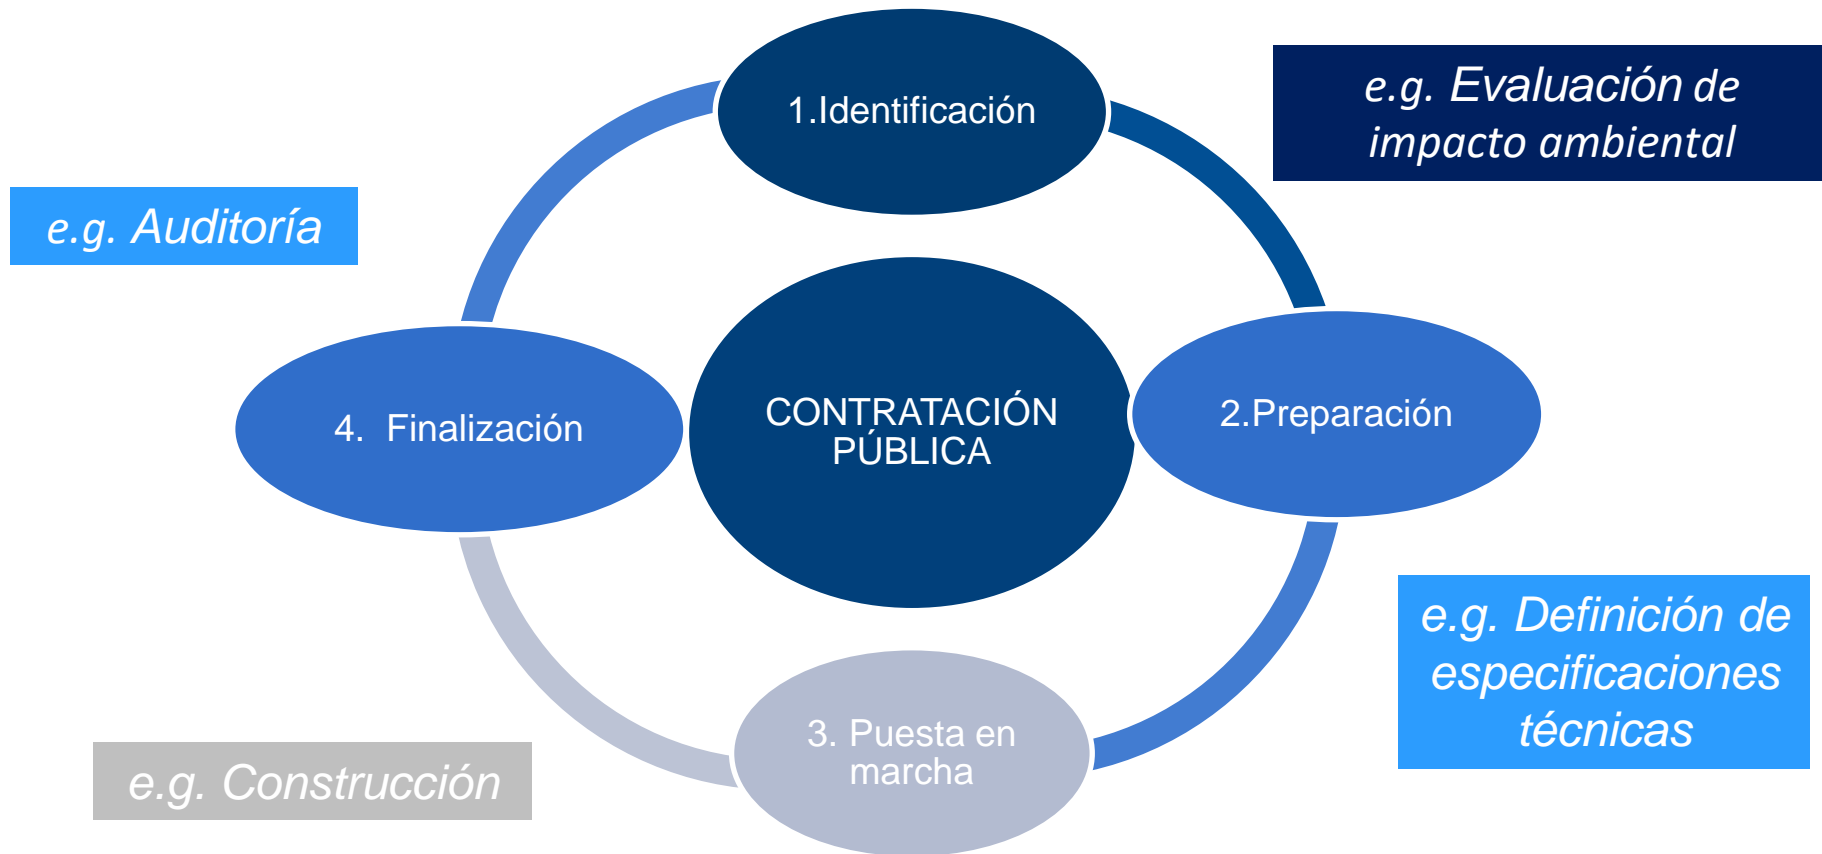 1.Identificación
e.g. Evaluación de
impacto ambiental
e.g. Auditoría
CONTRATACIÓN
PÚBLICA
2.Preparación
4. Finalización
e.g. Definición de
especificaciones
técnicas
3. Puesta en
marcha
e.g. Construcción